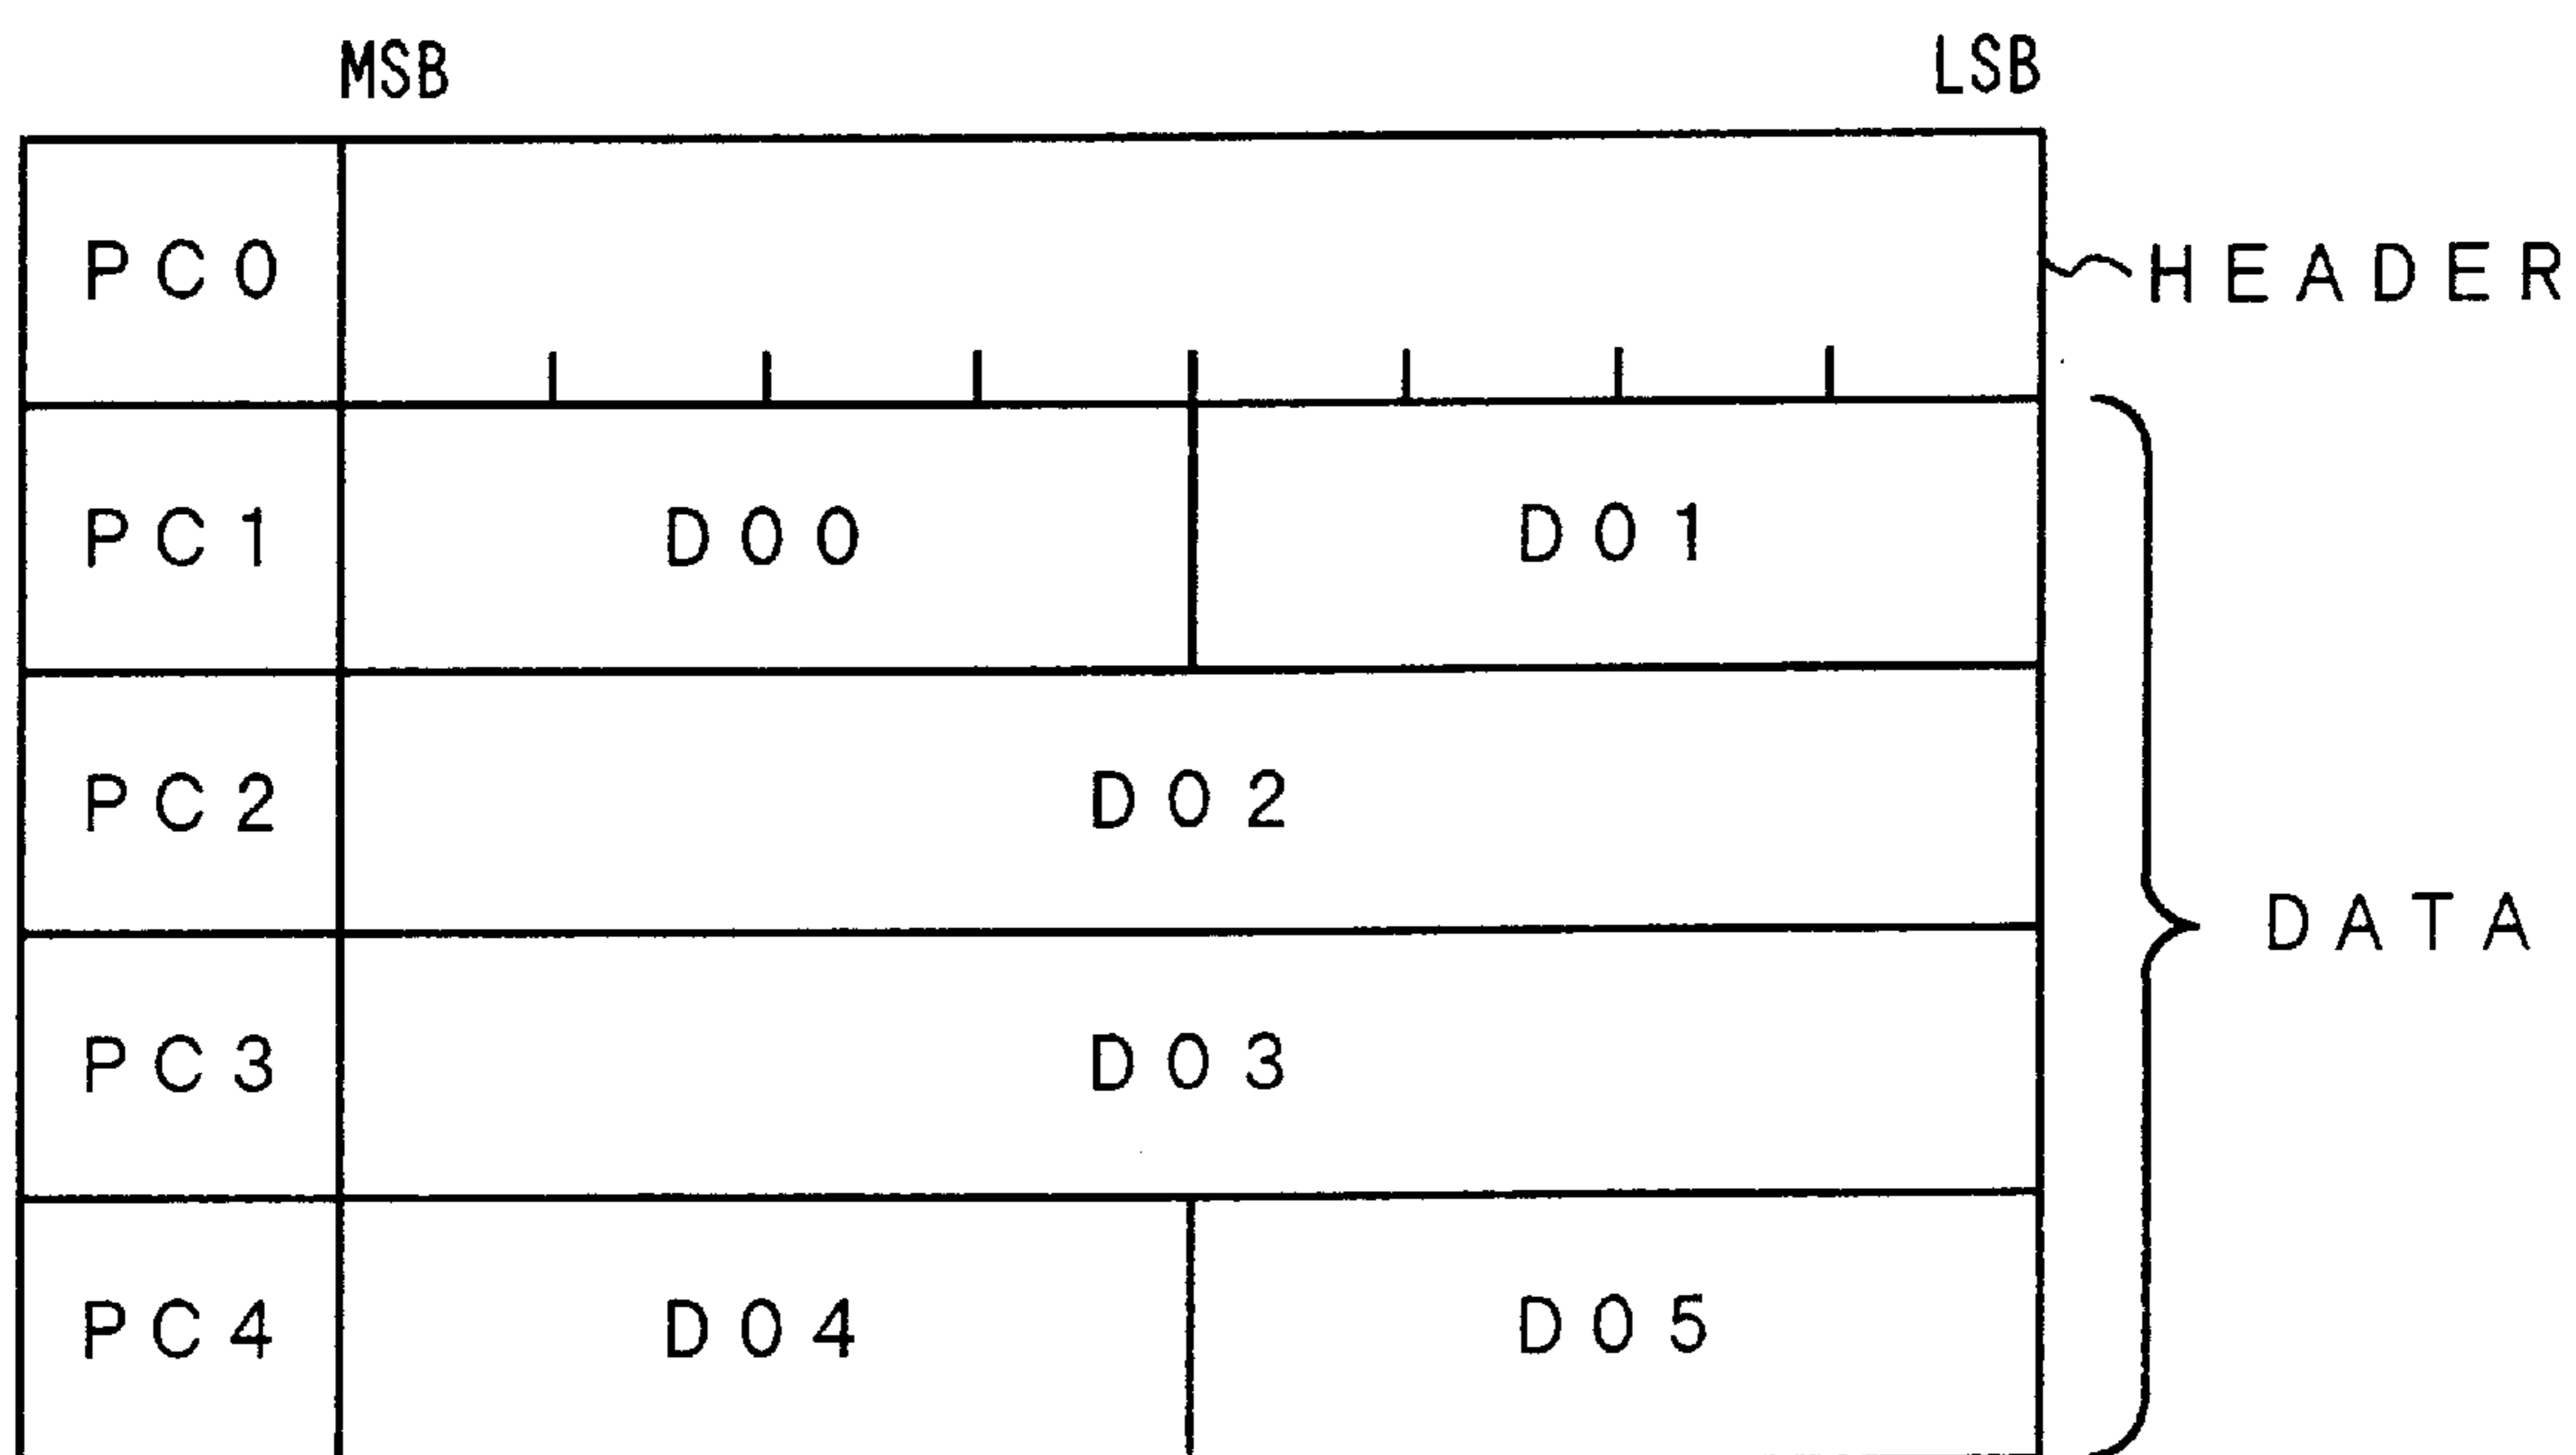 MSB LSB
PC0 HEADER
PC1 D00 D01
PC2 D02
PC3 D03
DATA
PC4 D04 D05